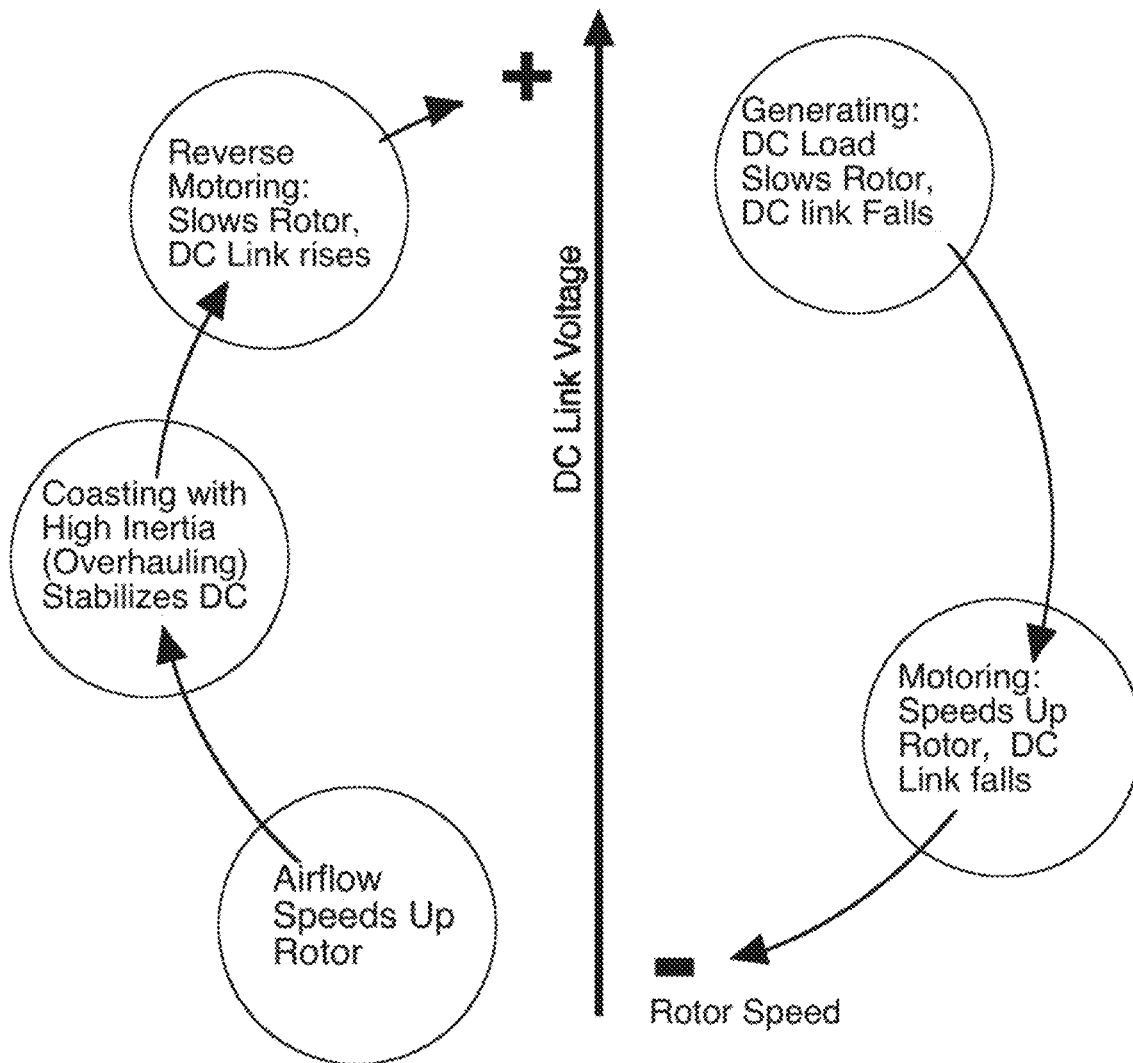 Reverse
Motoring:
Slows Rotor,
DC Link rises
+
Generating:
DC Load
Slows Rotor,
DC link Falls
DC Link Voltage
Coasting with
High Inertia
(Overhauling)
Stabilizes DC
Motoring:
Speeds Up
Rotor, DC
Link falls
Airflow
Speeds Up
Rotor
-
Rotor Speed